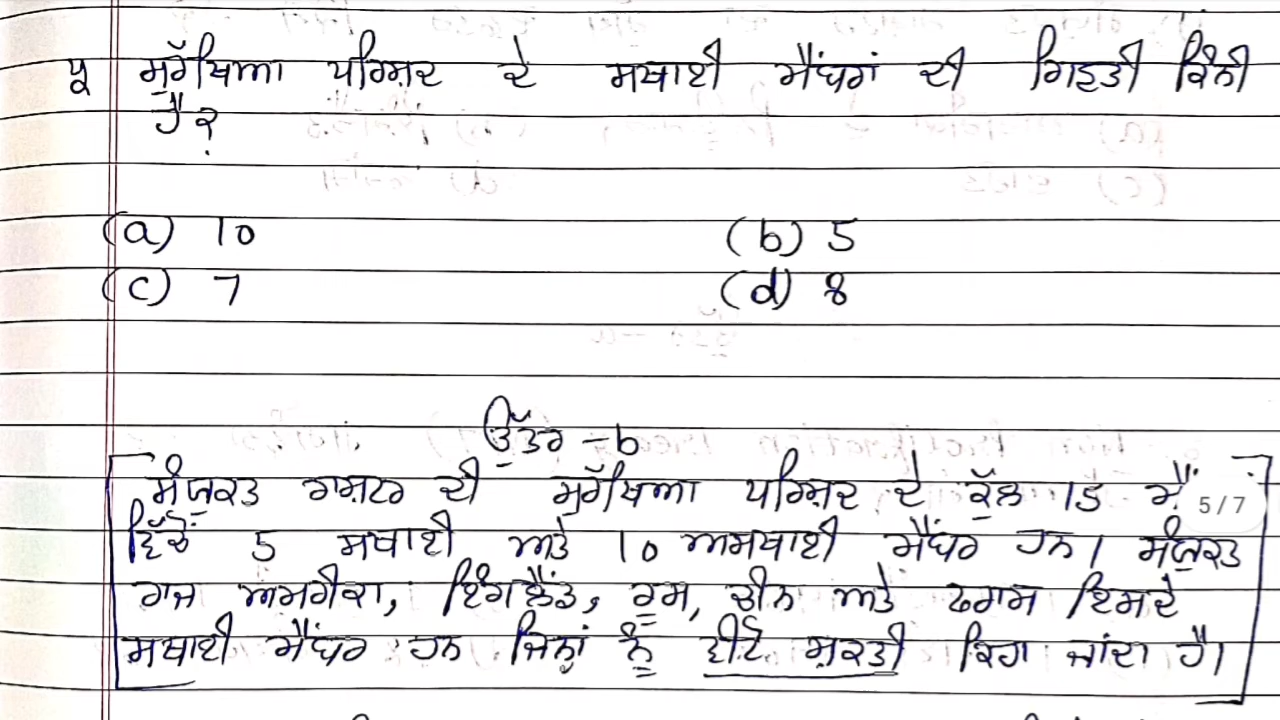 ਪ੍ਰ ਸੁਰੱਖਿਆ ਪਰਿਸ਼ਦ ਦੇ ਸਥਾਈ ਮੈਂਬਰਾਂ ਦੀ ਗਿਣਤੀ ਕਿੰਨੀ
ਹੈ?
(a) 10 (b) 5
(c) 7 (d) 8
ਉੱਤਰ - b
ਸੰਯੁਕਤ ਰਾਸ਼ਟਰ ਦੀ ਸੁਰੱਖਿਆ ਪਰਿਸ਼ਦ ਦੇ ਕੁੱਲ 15 ਮੈਂ 5/7
ਵਿੱਚੋਂ 5 ਸਥਾਈ ਅਤੇ 10 ਅਸਥਾਈ ਮੈਂਬਰ ਹਨ। ਸੰਯੁਕਤ
ਰਾਜ ਅਮਰੀਕਾ, ਇੰਗਲੈਂਡ, ਰੂਸ, ਚੀਨ ਅਤੇ ਫਰਾਂਸ ਇਸਦੇ
ਸਥਾਈ ਮੈਂਬਰ ਹਨ ਜਿਨ੍ਹਾਂ ਨੂੰ ਵੀਟੋ ਸ਼ਕਤੀ ਕਿਹਾ ਜਾਂਦਾ ਹੈ।